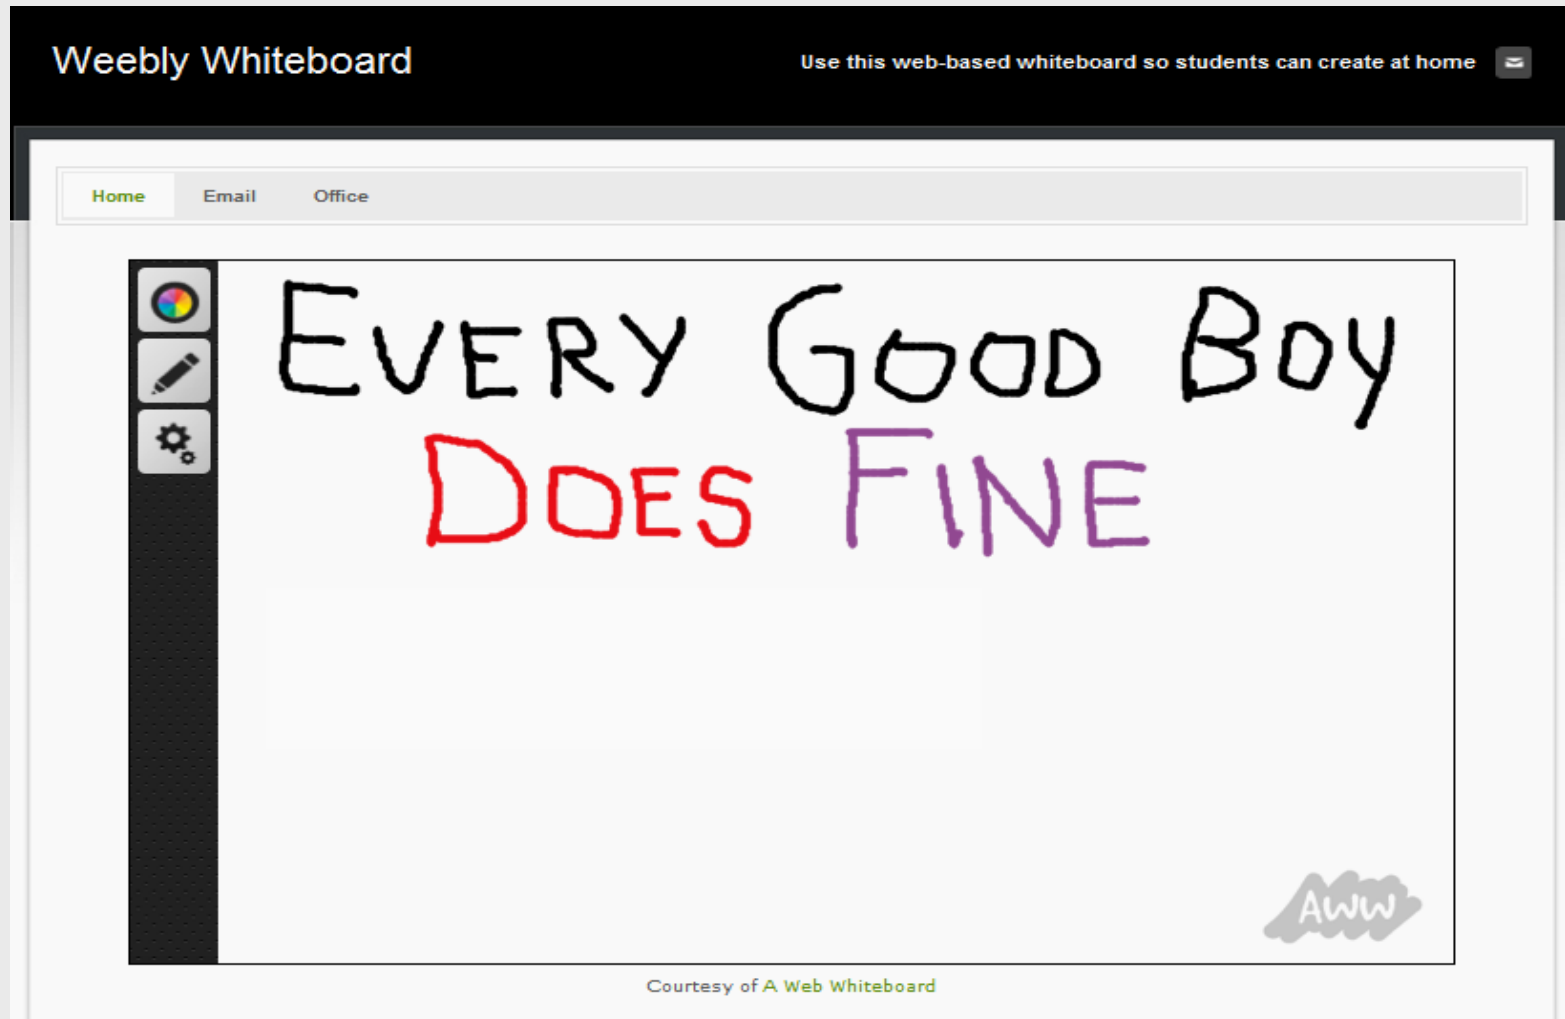 Weebly Whiteboard
Use this web-based whiteboard so students can create at home
Home Email Office
EVERY GOOD BOY
DOES FINE
AWW
Courtesy of A Web Whiteboard